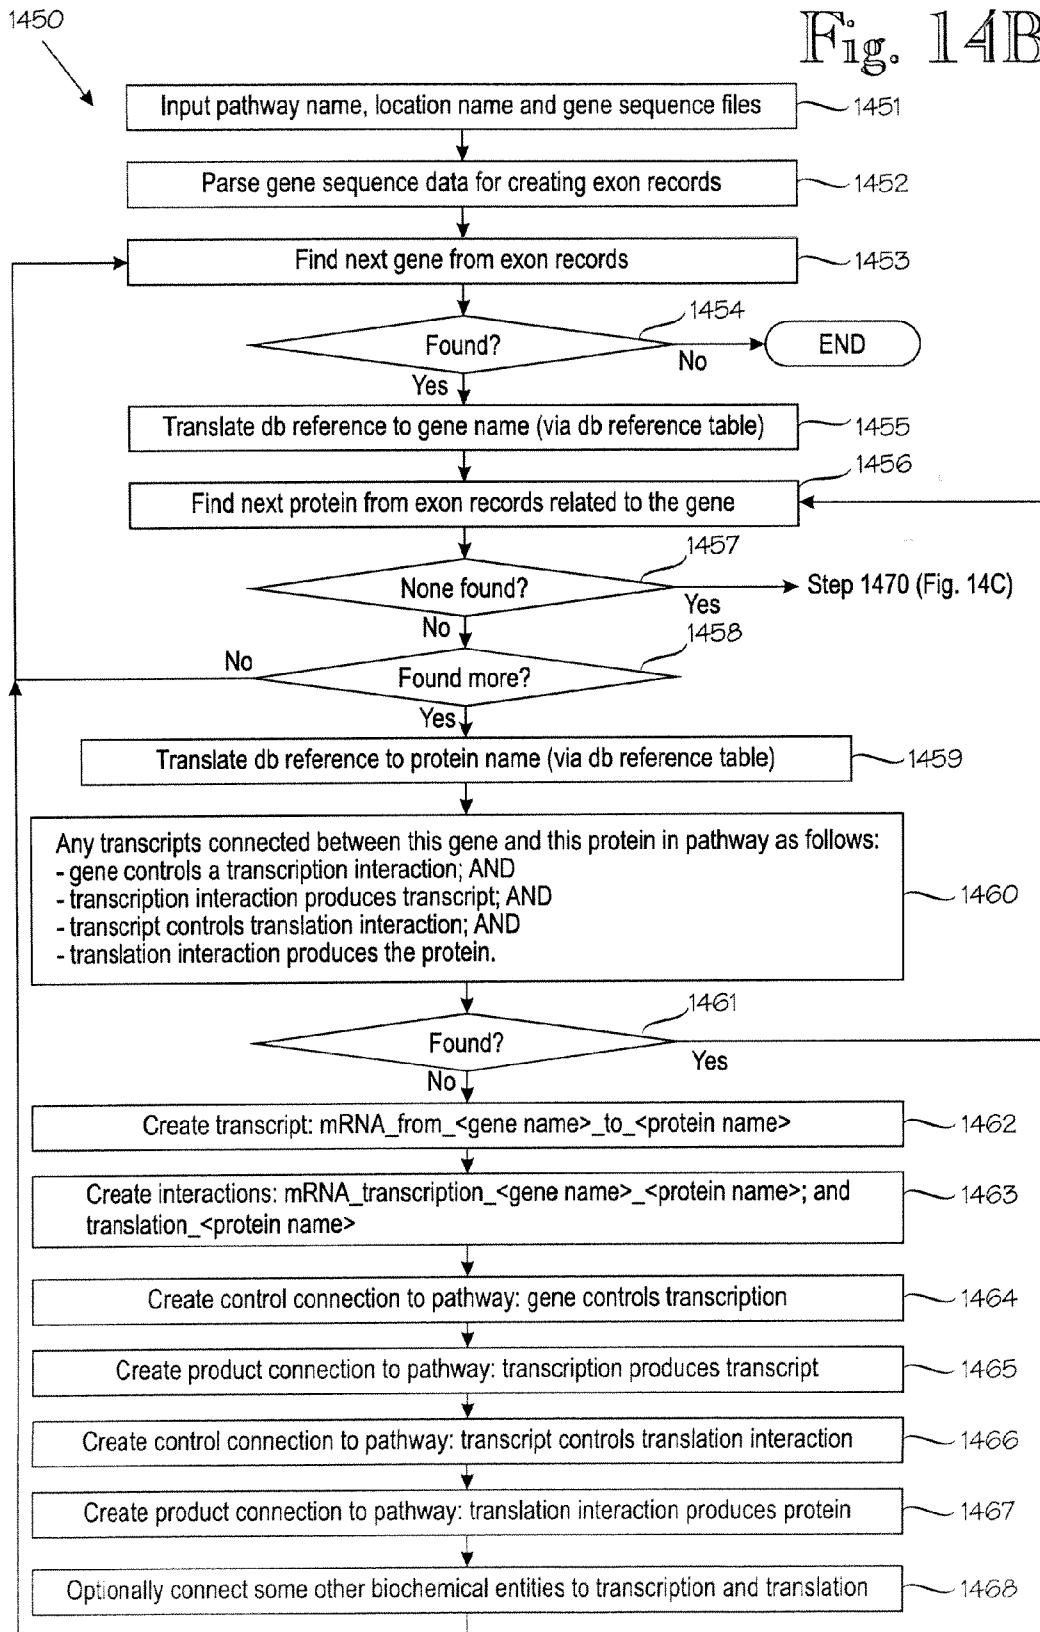 1450
Fig. 14B
Input pathway name, location name and gene sequence files
1451
Parse gene sequence data for creating exon records
1452
Find next gene from exon records
1453
1454
Found?
No
END
Yes
Translate db reference to gene name (via db reference table)
1455
1456
Find next protein from exon records related to the gene
1457
None found?
Yes
Step 1470 (Fig. 14C)
No
1458
No
Found more?
Yes
Translate db reference to protein name (via db reference table)
1459
Any transcripts connected between this gene and this protein in pathway as follows:
- gene controls a transcription interaction; AND
- transcription interaction produces transcript; AND
- transcript controls translation interaction; AND
- translation interaction produces the protein.
1460
1461
Found?
Yes
No
Create transcript: mRNA_from_<gene name>_to_<protein name>
1462
Create interactions: mRNA_transcription_<gene name>_<protein name>; and
translation_<protein name>
1463
Create control connection to pathway: gene controls transcription
1464
Create product connection to pathway: transcription produces transcript
1465
Create control connection to pathway: transcript controls translation interaction
1466
Create product connection to pathway: translation interaction produces protein
1467
Optionally connect some other biochemical entities to transcription and translation
1468